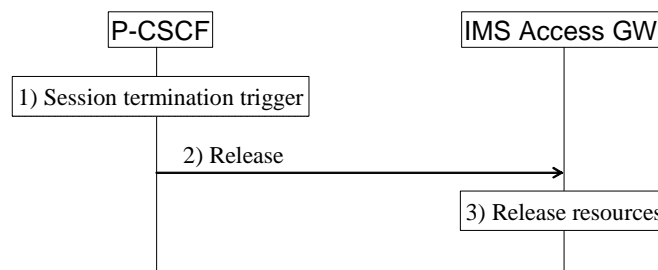 P-CSCF
IMS Access GW
1) Session termination trigger
2) Release
3) Release resources